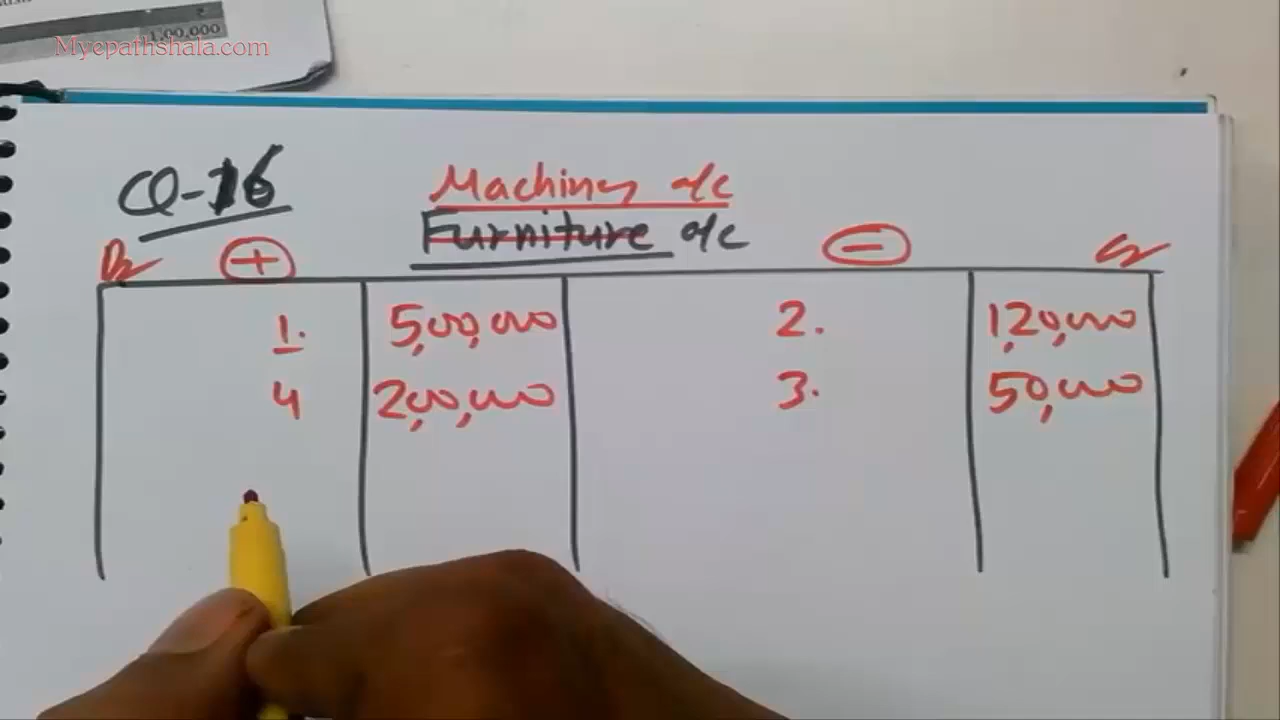 1,00,000
Myepathshala.com
Q-16
Machinery a/c
Furniture a/c
Dr + - Cr
1. 5,00,000 2. 1,20,000
4 2,00,000 3. 50,000